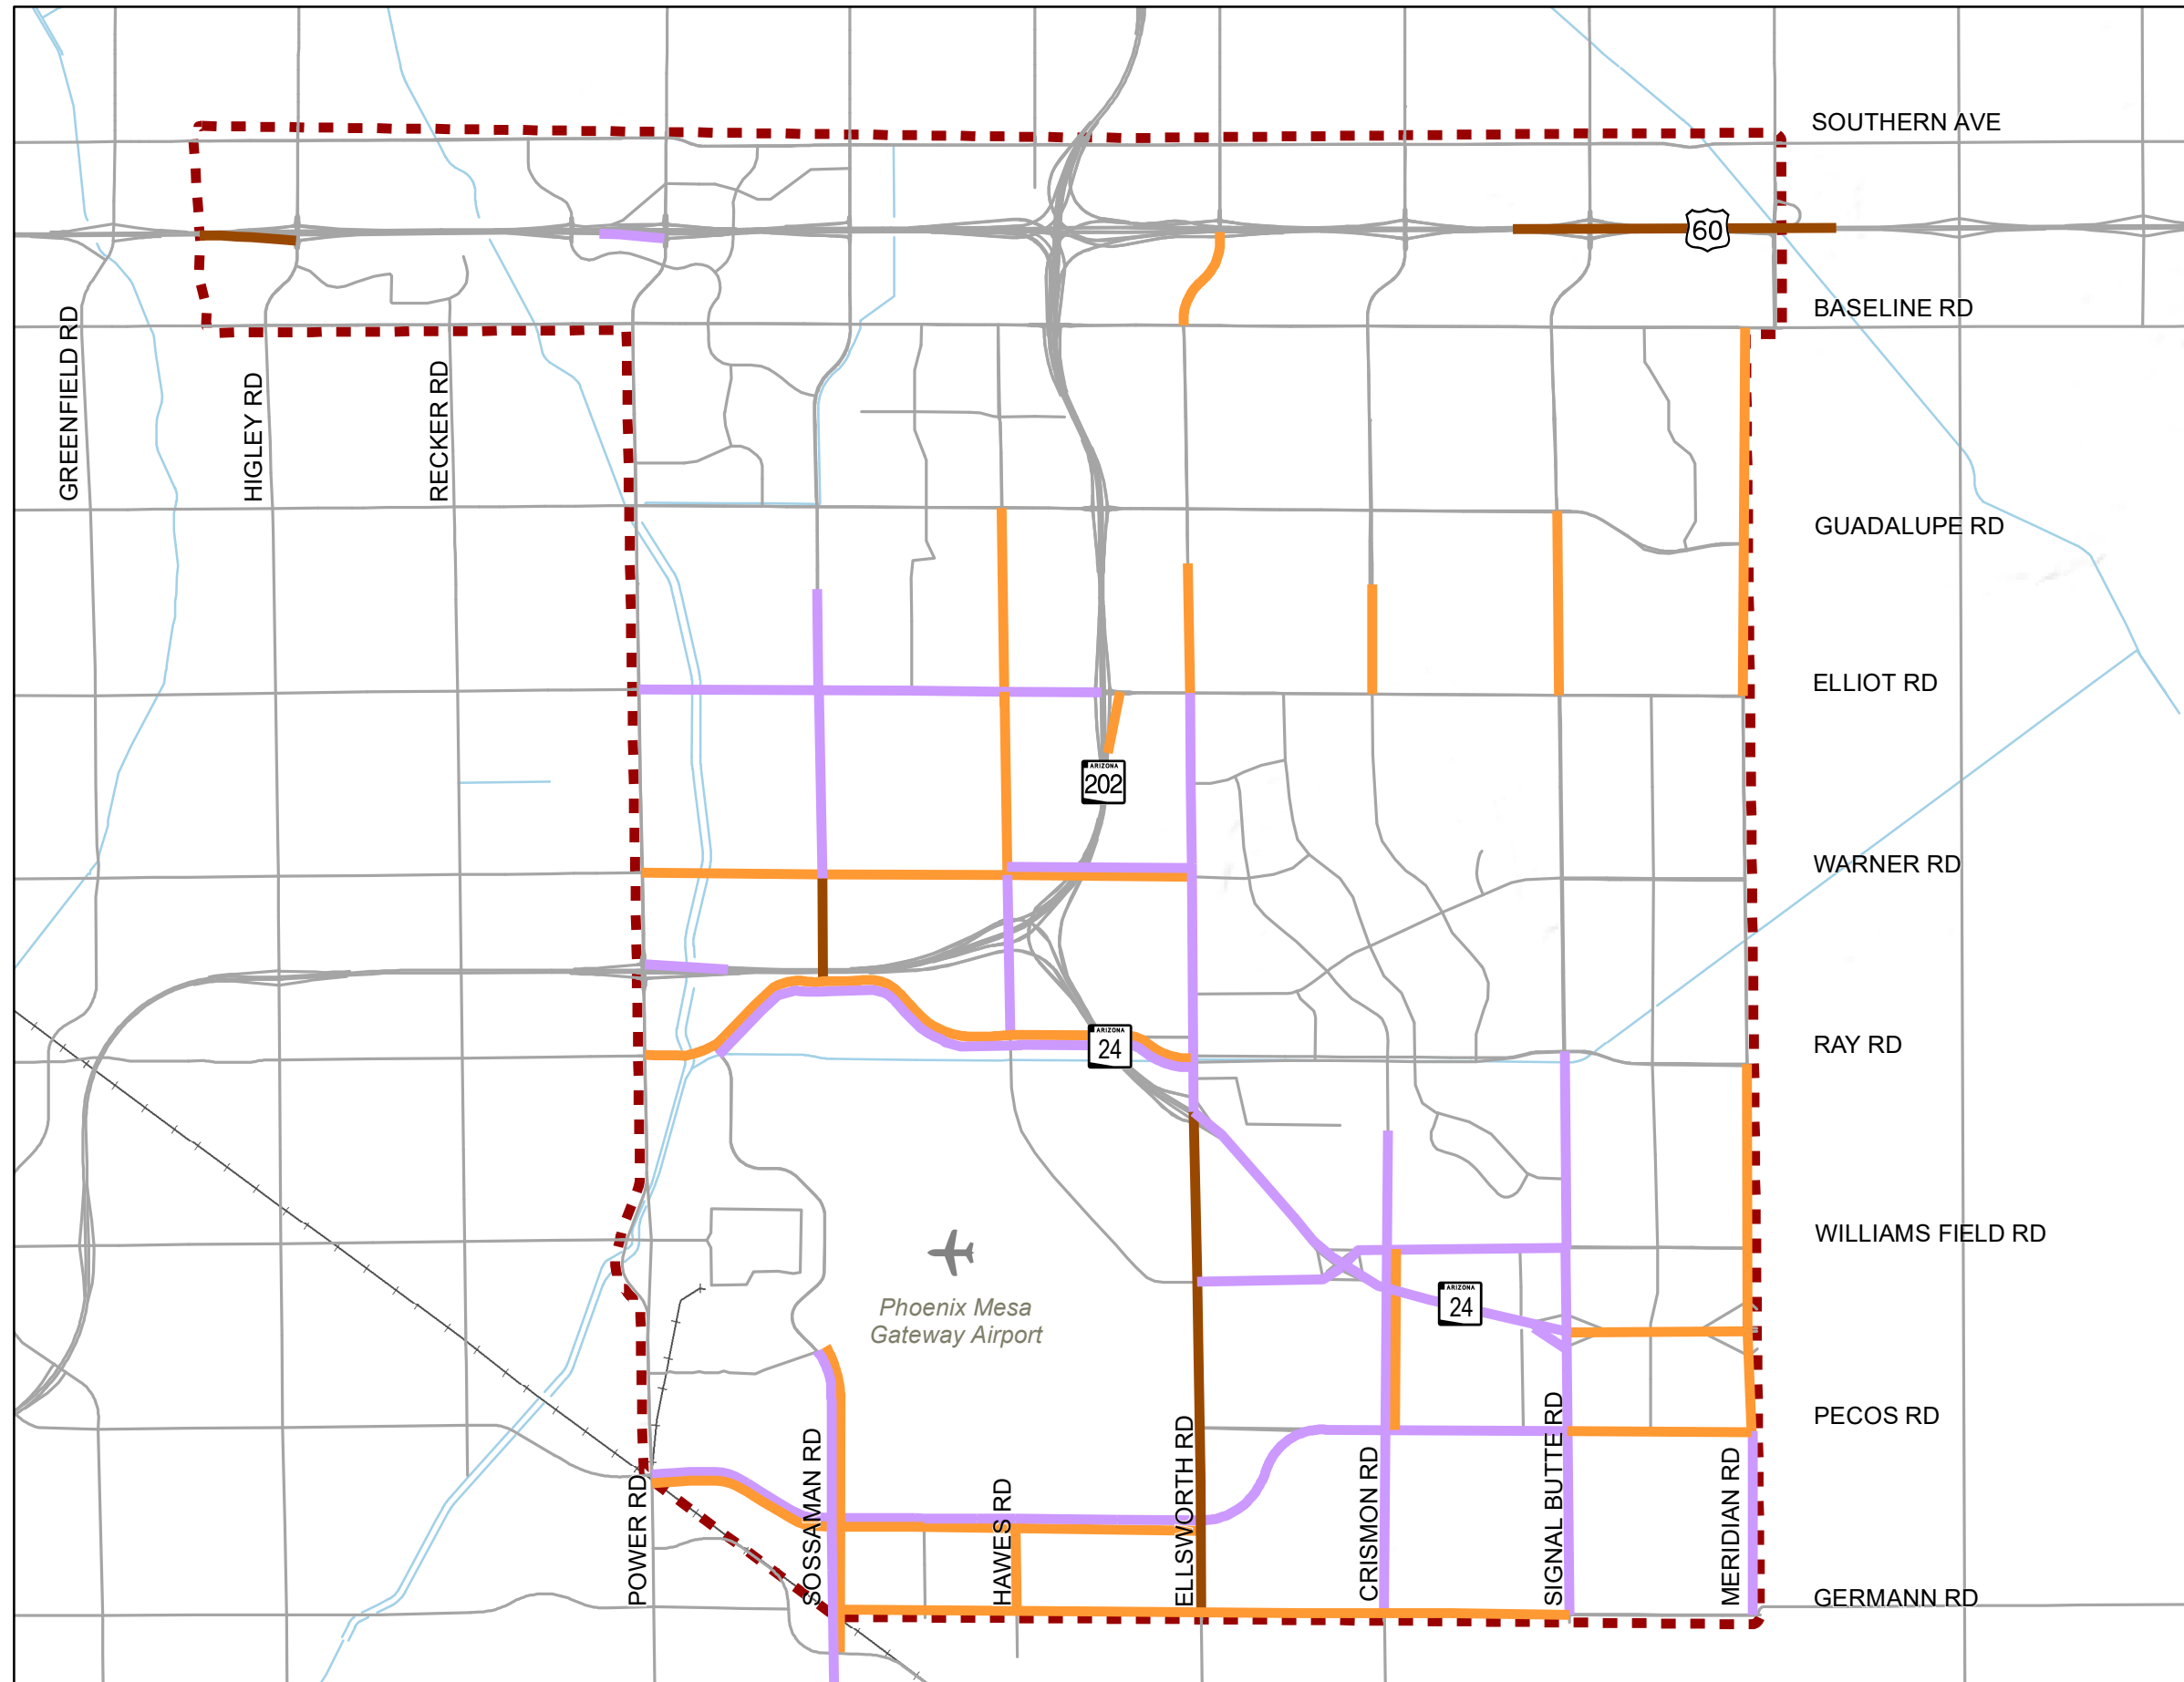 SOUTHERN AVE
60
BASELINE RD
GREENFIELD RD
HIGLEY RD
RECKER RD
GUADALUPE RD
ELLIOT RD
ARIZONA
202
WARNER RD
ARIZONA
24
RAY RD
WILLIAMS FIELD RD
Phoenix Mesa
Gateway Airport
ARIZONA
24
PECOS RD
POWER RD
SOSSAMAN RD
HAWES RD
ELLSWORTH RD
CRISMON RD
SIGNAL BUTTE RD
MERIDIAN RD
GERMANN RD